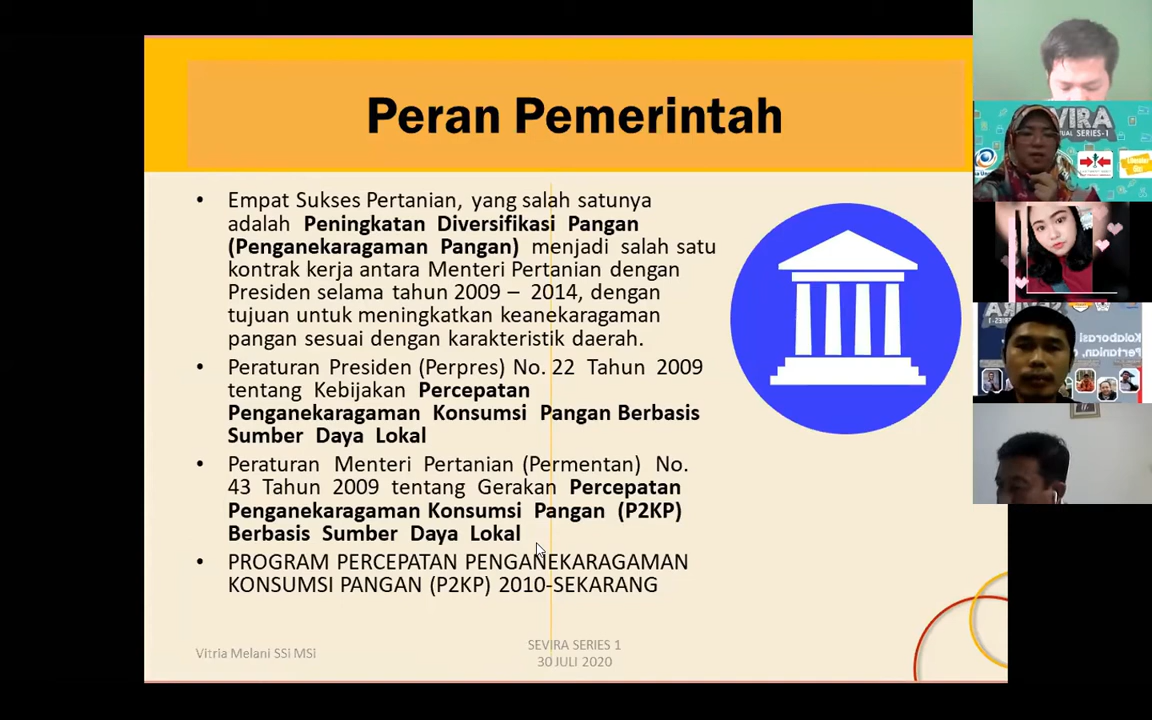 Peran Pemerintah
• Empat Sukses Pertanian, yang salah satunya
adalah Peningkatan Diversifikasi Pangan
(Penganekaragaman Pangan) menjadi salah satu
kontrak kerja antara Menteri Pertanian dengan
Presiden selama tahun 2009 – 2014, dengan
tujuan untuk meningkatkan keanekaragaman
pangan sesuai dengan karakteristik daerah.
• Peraturan Presiden (Perpres) No. 22 Tahun 2009
tentang Kebijakan Percepatan
Penganekaragaman Konsumsi Pangan Berbasis
Sumber Daya Lokal
• Peraturan Menteri Pertanian (Permentan) No.
43 Tahun 2009 tentang Gerakan Percepatan
Penganekaragaman Konsumsi Pangan (P2KP)
Berbasis Sumber Daya Lokal
• PROGRAM PERCEPATAN PENGANEKARAGAMAN
KONSUMSI PANGAN (P2KP) 2010-SEKARANG
Vitria Melani SSi MSi
SEVIRA SERIES 1
30 JULI 2020
VIRA
Kolaborasi